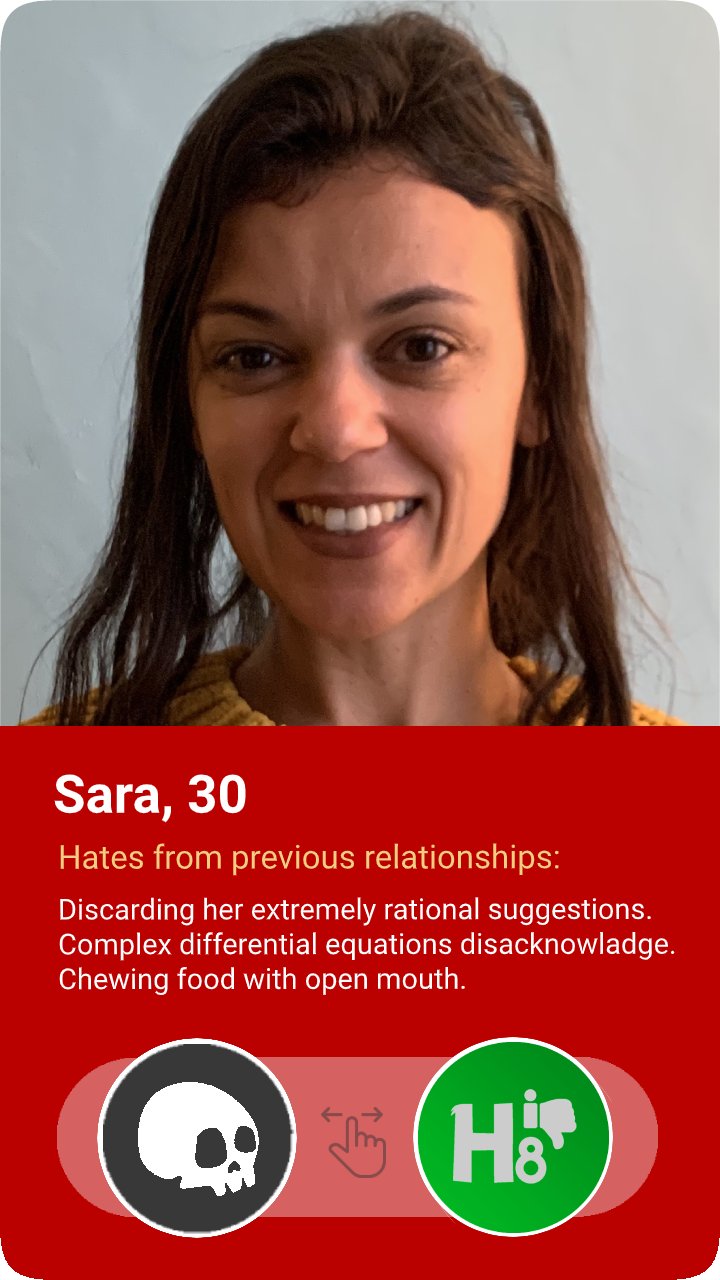 Sara, 30
Hates from previous relationships:
Discarding her extremely rational suggestions.
Complex differential equations disacknowladge.
Chewing food with open mouth.
Hi8